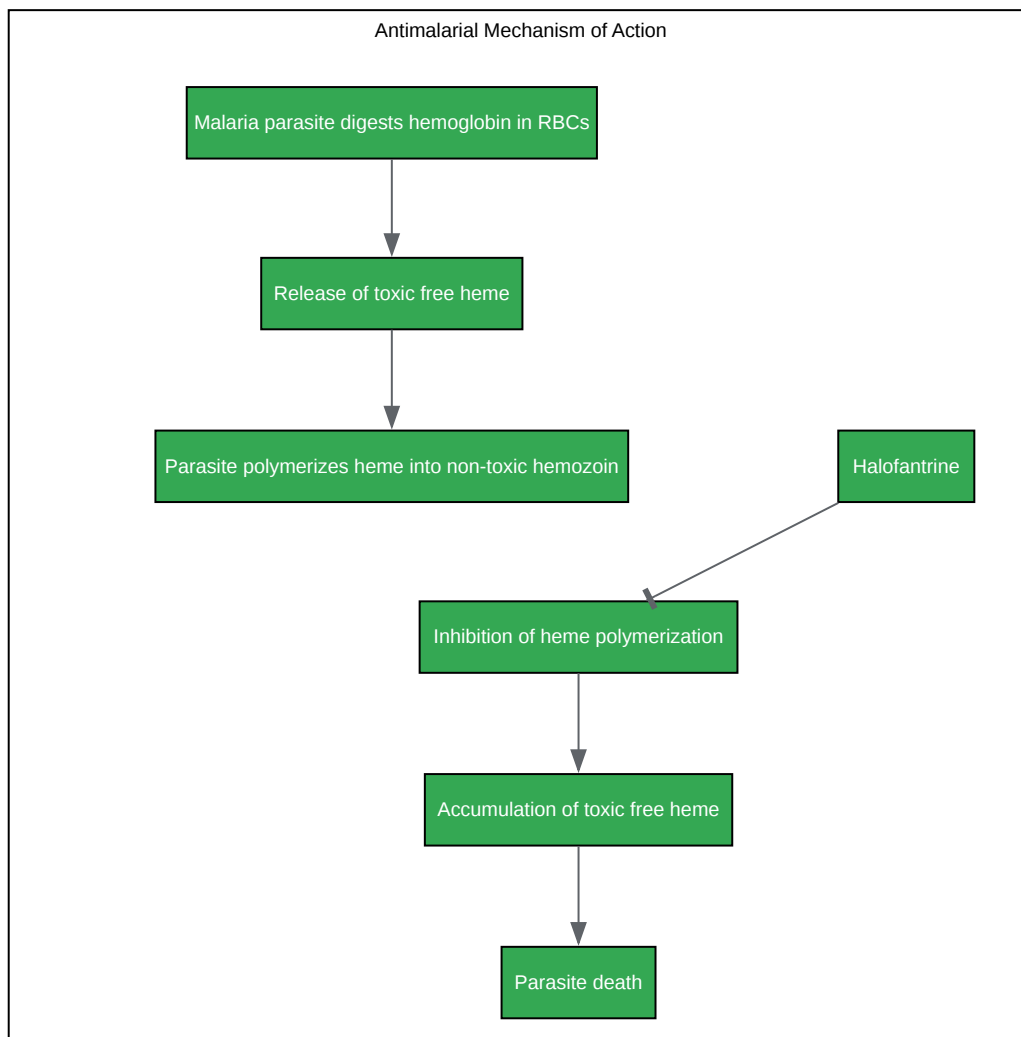 Antimalarial Mechanism of Action
Malaria parasite digests hemoglobin in RBCs
Release of toxic free heme
Parasite polymerizes heme into non-toxic hemozoin
Halofantrine
Inhibition of heme polymerization
Accumulation of toxic free heme
Parasite death